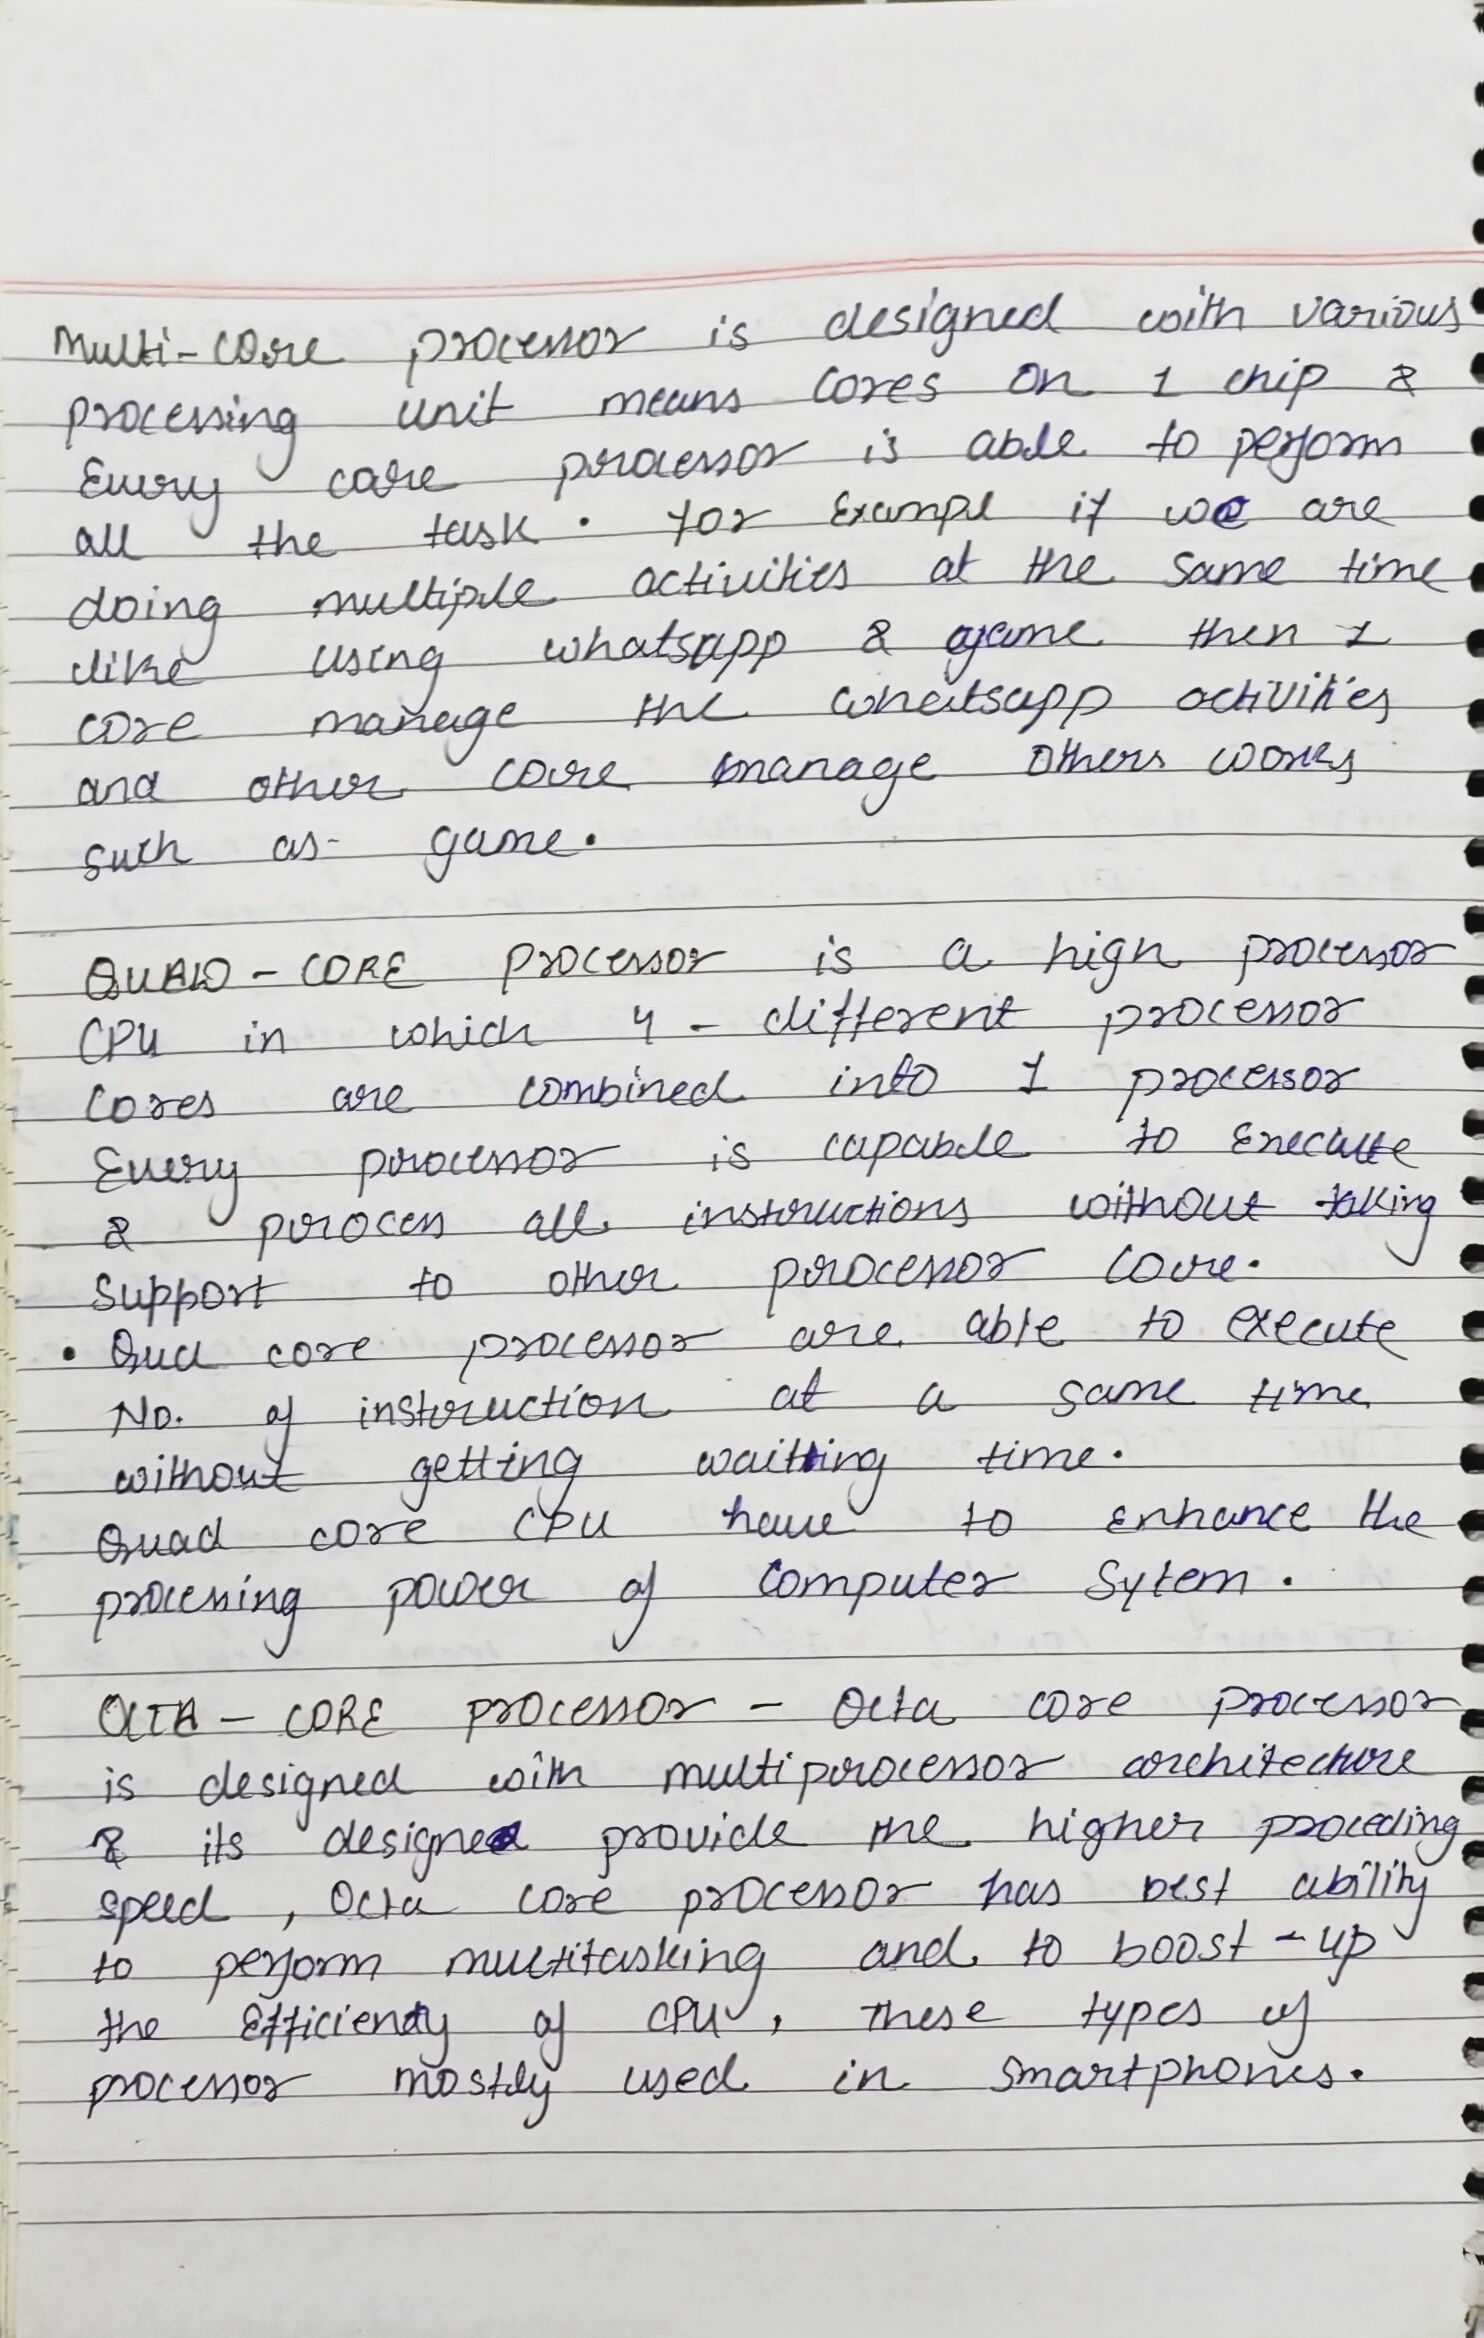 Multi-core processor is designed with various
processing unit means cores on 1 chip &
Every core processor is able to perform
all the task. for Exampl if we are
doing multiple activities at the same time
like using whatsapp & game then 1
core manage the whatsapp activities
and other core manage others works
such as game.
QUAD-CORE Processor is a high processor
CPU in which 4-different processor
Cores are combined into 1 processor
Every processor is capable to Execute
& process all instructions without taking
support to other processor core.
• Qua core processor are able to execute
No. of instruction at a same time
without getting waiting time.
Quad core CPU have to enhance the
processing power of Computer Sytem.
OCTA-CORE processor - Octa core processor
is designed with multiprocessor architecture
& its designed provide the higher proceding
speed, Octa core processor has best ability
to perform multitasking and to boost-up
the Efficiency of CPU, These types of
processor mostly used in Smartphones.